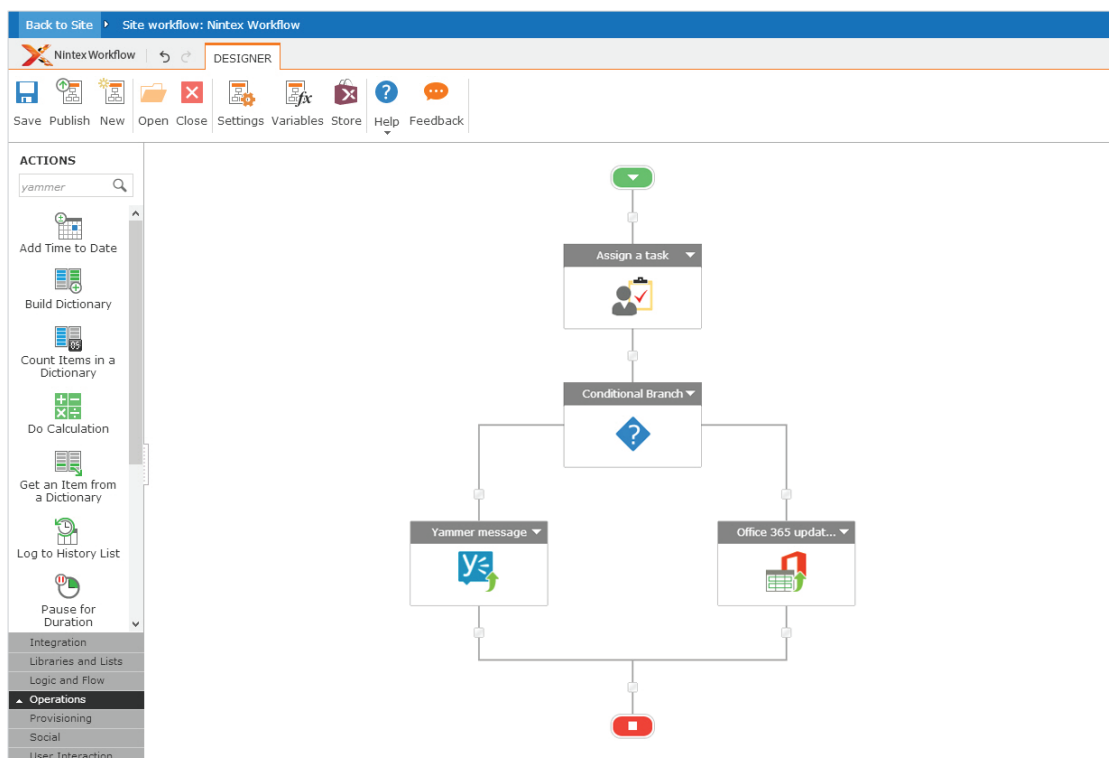 Back to Site Site workflow: Nintex Workflow
Nintex Workflow DESIGNER
Save Publish New Open Close Settings Variables Store Help Feedback
ACTIONS
yammer
Add Time to Date
Build Dictionary
Count Items in a
Dictionary
Do Calculation
Get an Item from
a Dictionary
Log to History List
Pause for
Duration
Integration
Libraries and Lists
Logic and Flow
Operations
Provisioning
Social
User Interaction
Assign a task
Conditional Branch
Yammer message
Office 365 updat...